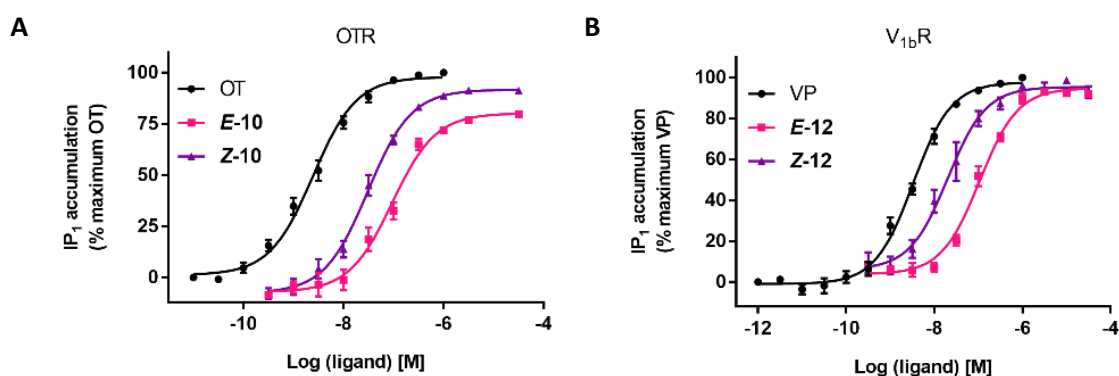 A
OTR
IP₁ accumulation
(% maximum OT)
100
75
50
25
0
OT
E-10
Z-10
-10
-8
-6
-4
Log (ligand) [M]
B
V₁bR
IP₁ accumulation
(% maximum VP)
100
80
60
40
20
0
VP
E-12
Z-12
-12
-10
-8
-6
-4
Log (ligand) [M]